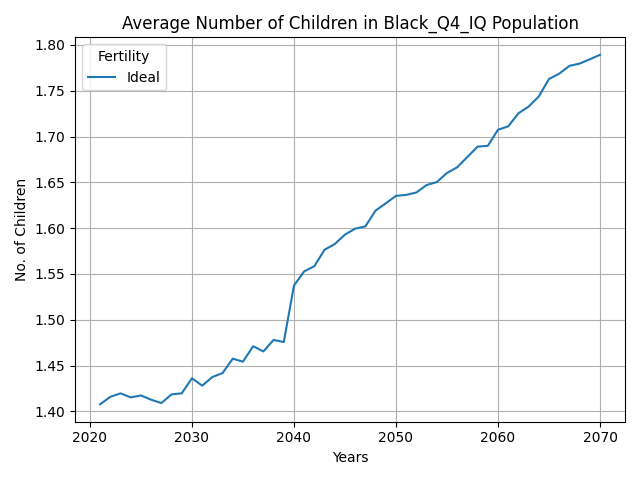 Average Number of Children in Black_Q4_IQ Population
Fertility
Ideal
No. of Children
1.80
1.75
1.70
1.65
1.60
1.55
1.50
1.45
1.40
2020 2030 2040 2050 2060 2070
Years